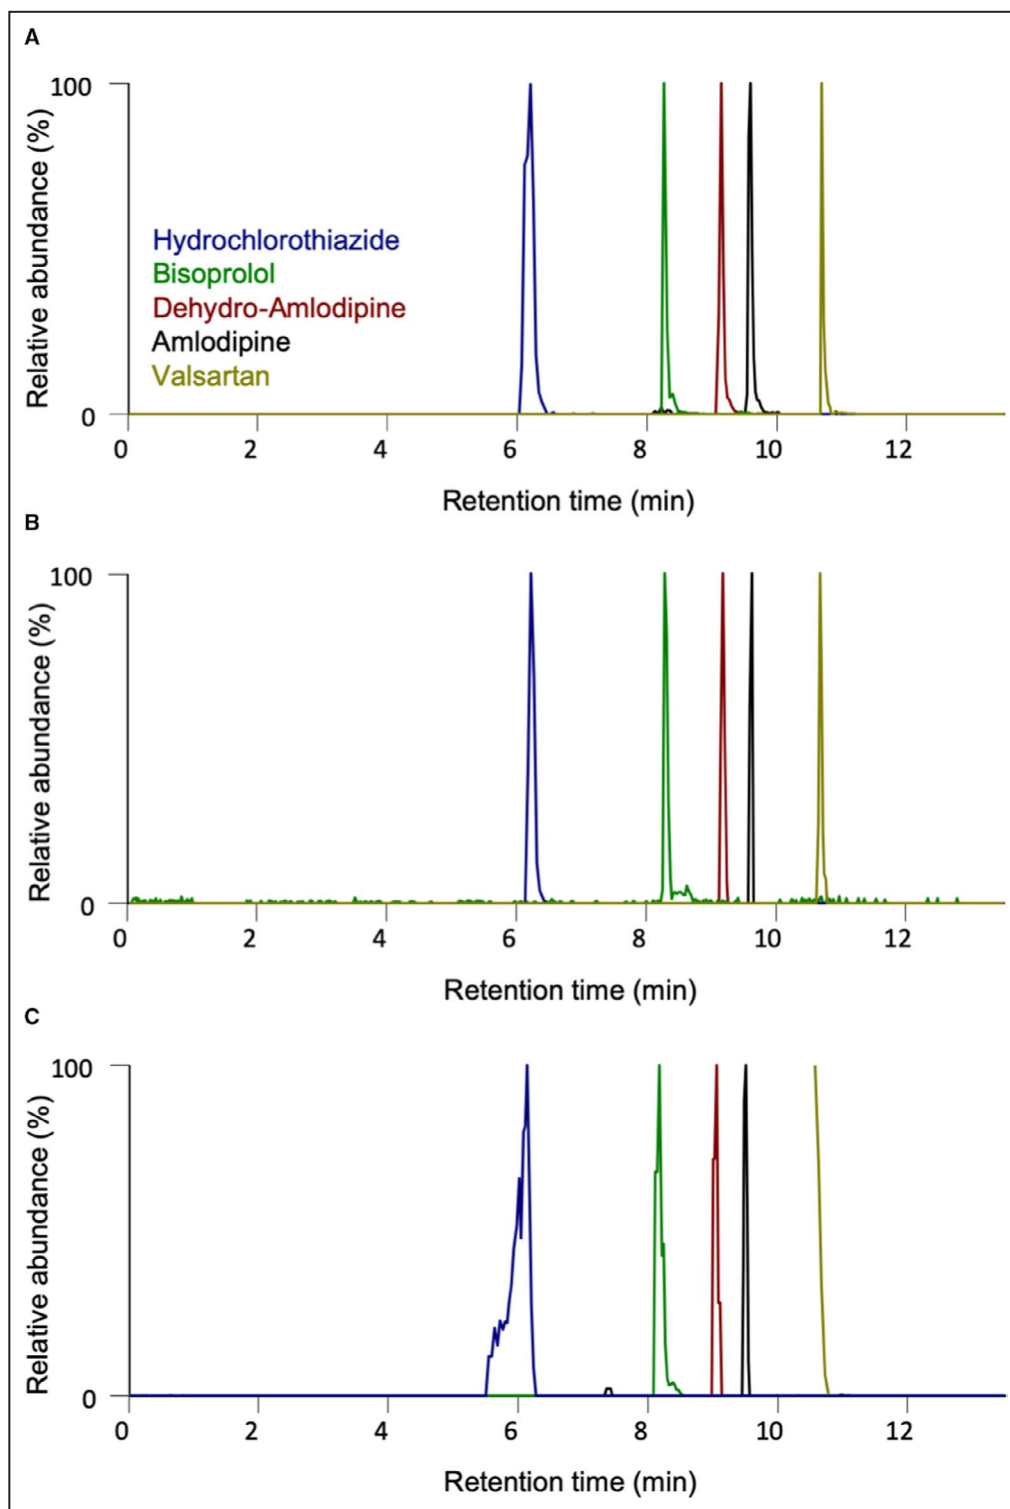 A
100
Relative abundance (%)
Hydrochlorothiazide
Bisoprolol
Dehydro-Amlodipine
Amlodipine
Valsartan
0
0 2 4 6 8 10 12
Retention time (min)
B
100
Relative abundance (%)
0
0 2 4 6 8 10 12
Retention time (min)
C
100
Relative abundance (%)
0
0 2 4 6 8 10 12
Retention time (min)